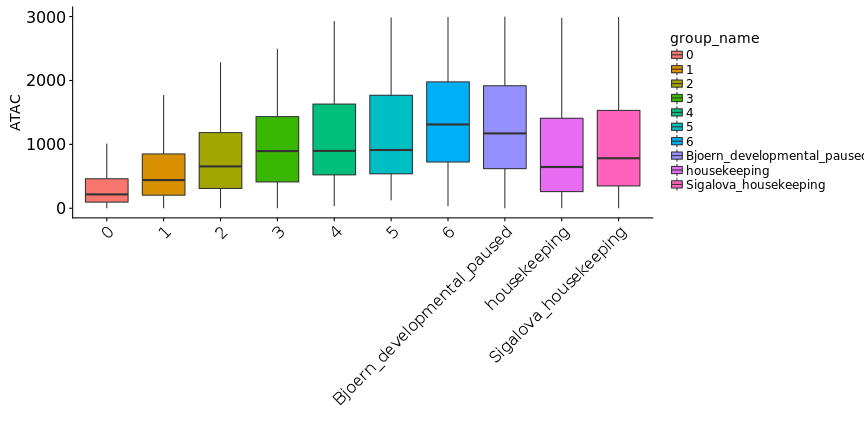 ATAC
3000
2000
1000
0
0
1
2
3
4
5
6
Bjoern_developmental_paused
housekeeping
Sigalova_housekeeping
group_name
0
1
2
3
4
5
6
Bjoern_developmental_paused
housekeeping
Sigalova_housekeeping